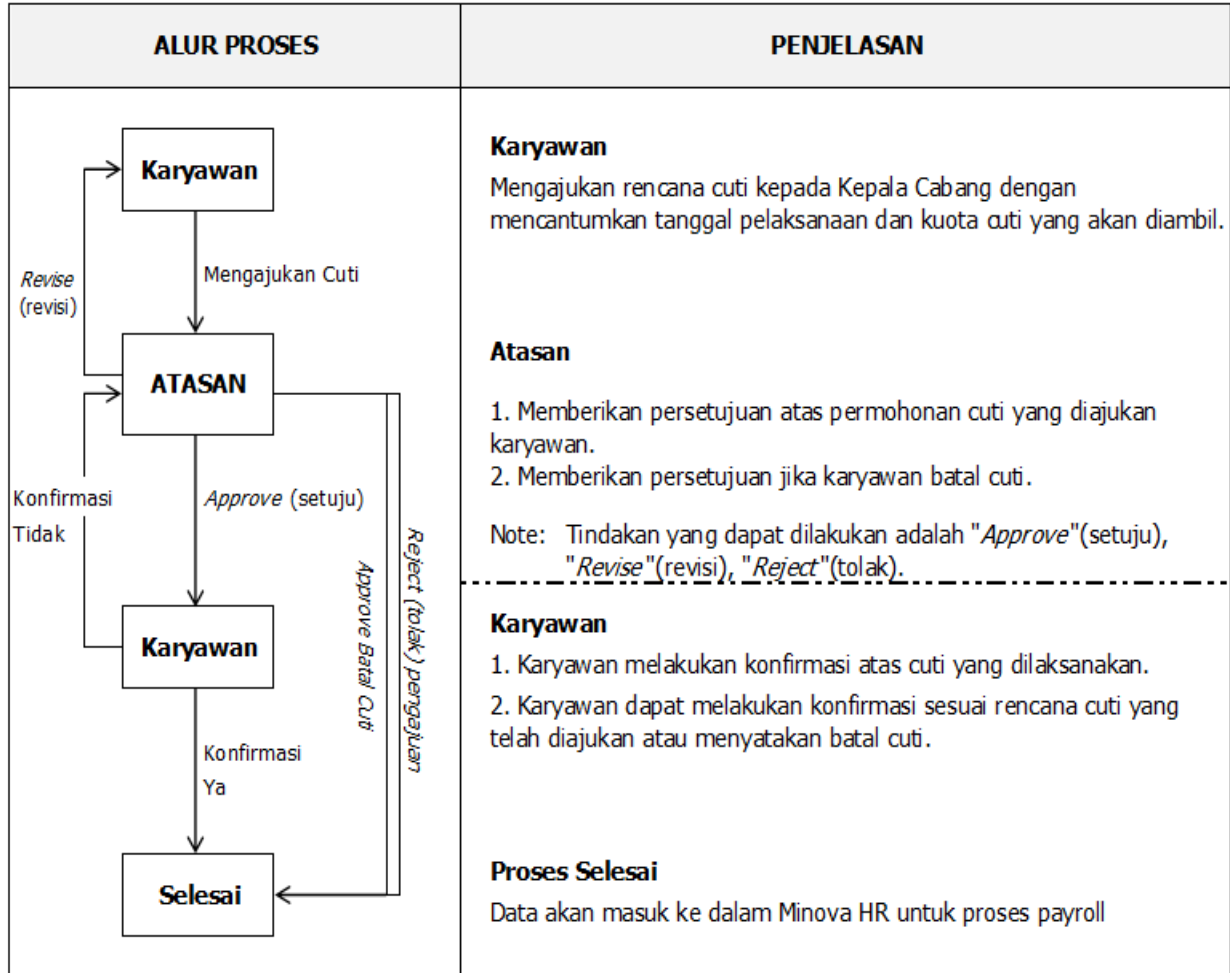 ALUR PROSES
PENJELASAN
Karyawan
Mengajukan Cuti
Revise
(revisi)
ATASAN
Konfirmasi
Tidak
Approve (setuju)
Reject (tolak) pengajuan
Approve Batal Cuti
Karyawan
Konfirmasi
Ya
Selesai
Karyawan
Mengajukan rencana cuti kepada Kepala Cabang dengan
mencantumkan tanggal pelaksanaan dan kuota cuti yang akan diambil.
Atasan
1. Memberikan persetujuan atas permohonan cuti yang diajukan
karyawan.
2. Memberikan persetujuan jika karyawan batal cuti.
Note: Tindakan yang dapat dilakukan adalah "Approve"(setuju),
"Revise"(revisi), "Reject"(tolak).
Karyawan
1. Karyawan melakukan konfirmasi atas cuti yang dilaksanakan.
2. Karyawan dapat melakukan konfirmasi sesuai rencana cuti yang
telah diajukan atau menyatakan batal cuti.
Proses Selesai
Data akan masuk ke dalam Minova HR untuk proses payroll